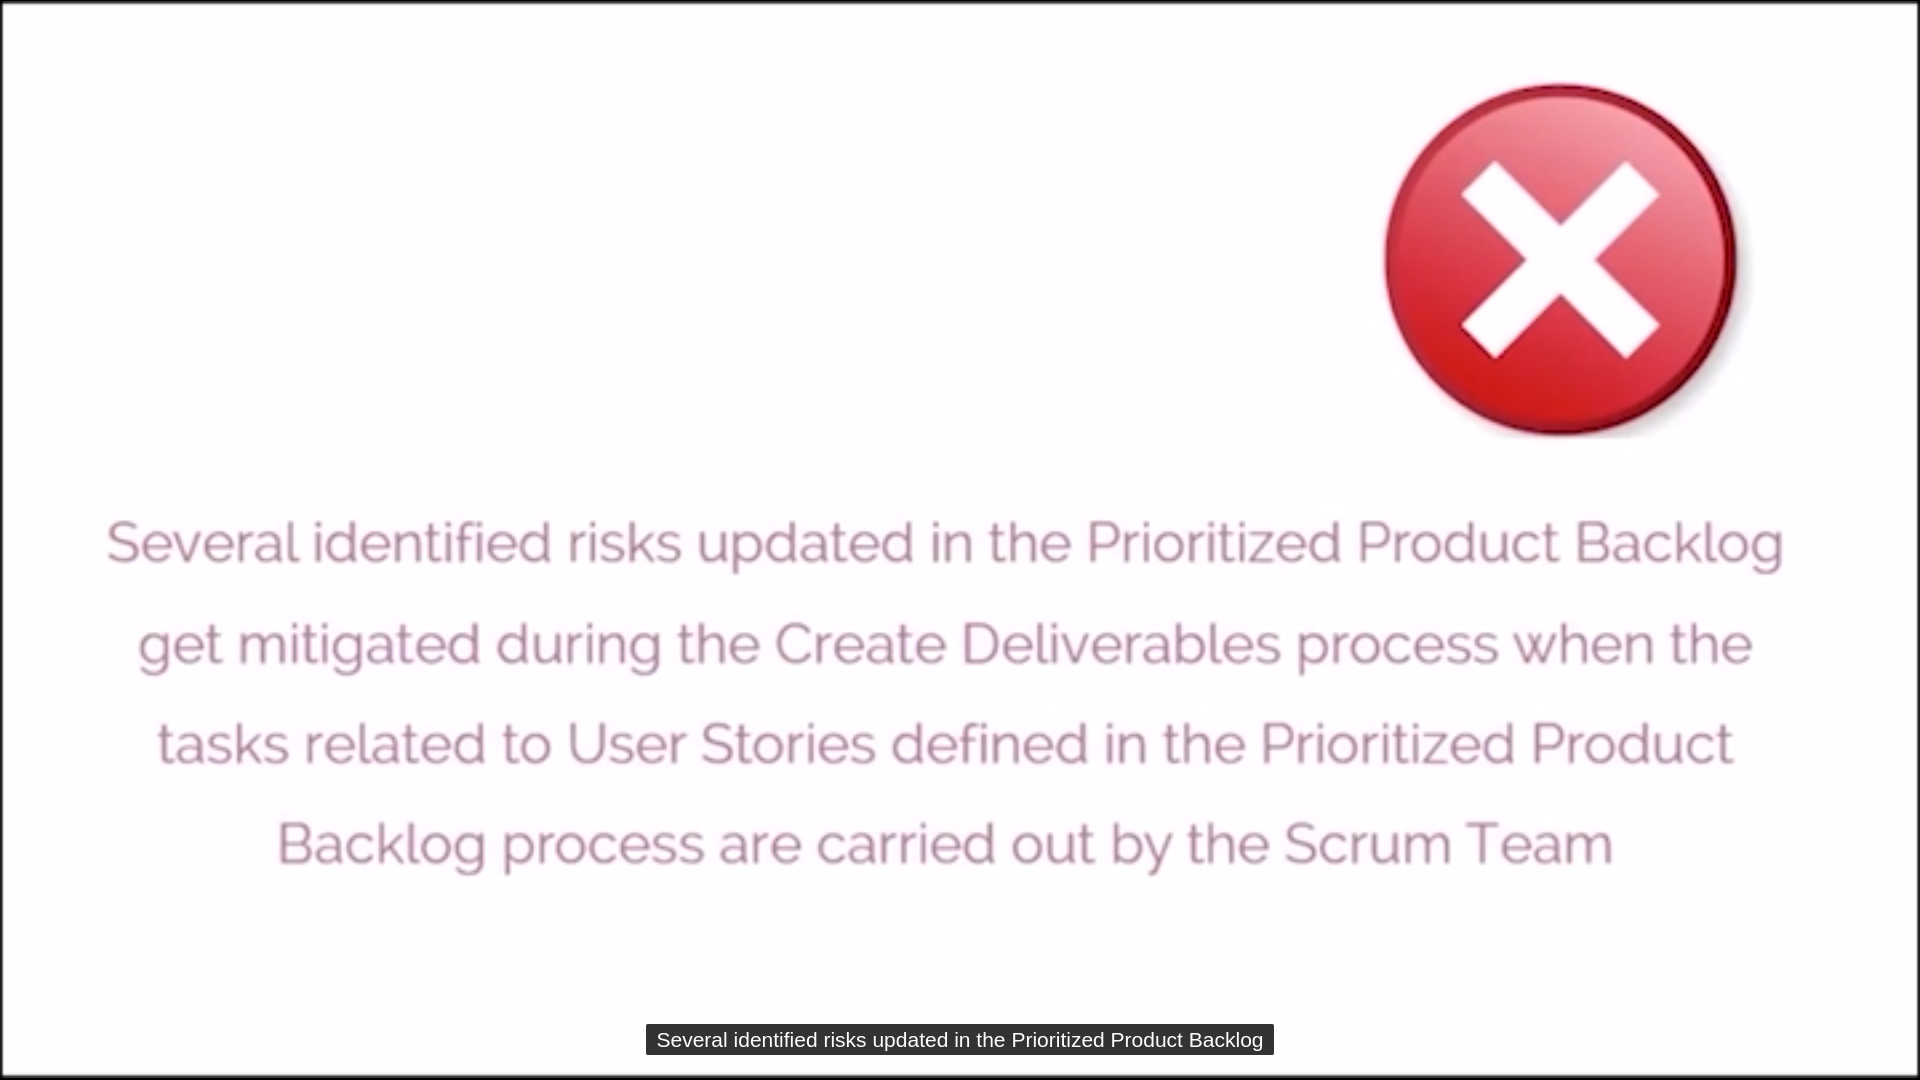 Several identified risks updated in the Prioritized Product Backlog
get mitigated during the Create Deliverables process when the
tasks related to User Stories defined in the Prioritized Product
Backlog process are carried out by the Scrum Team
Several identified risks updated in the Prioritized Product Backlog